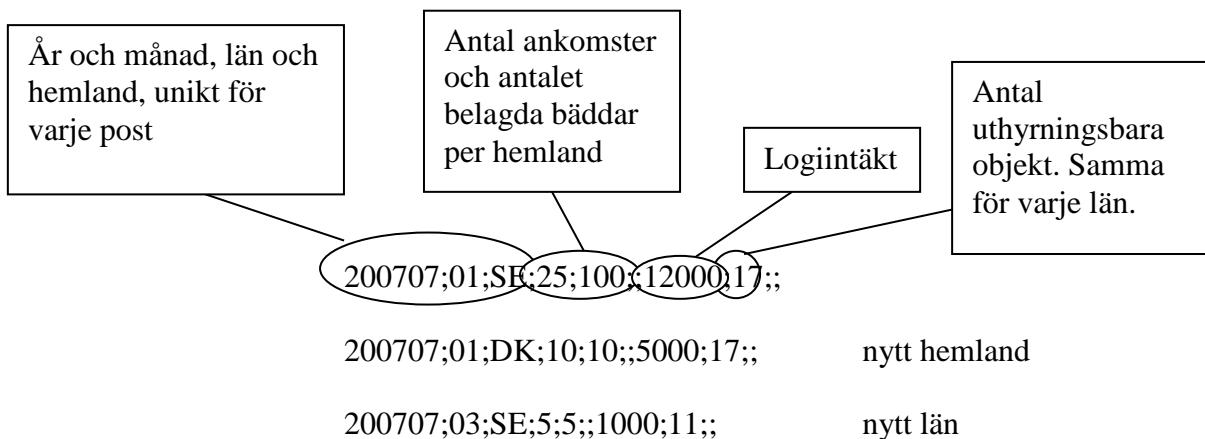 År och månad, län och
hemland, unikt för
varje post
Antal ankomster
och antalet
belagda bäddar
per hemland
Logiintäkt
Antal
uthyrningsbara
objekt. Samma
för varje län.
200707;01;SE;25;100;;12000;17;;
200707;01;DK;10;10;;5000;17;; nytt hemland
200707;03;SE;5;5;;1000;11;; nytt län